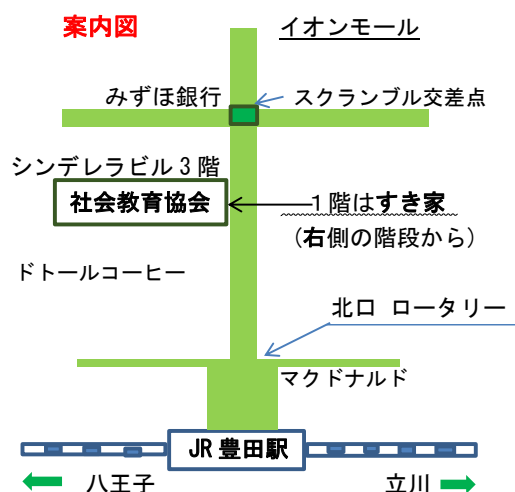 案内図
イオンモール
みずほ銀行
スクランブル交差点
シンデレラビル3階
社会教育協会
1階はすき家
(右側の階段から)
ドトールコーヒー
北口 ロータリー
マクドナルド
JR豊田駅
八王子
立川